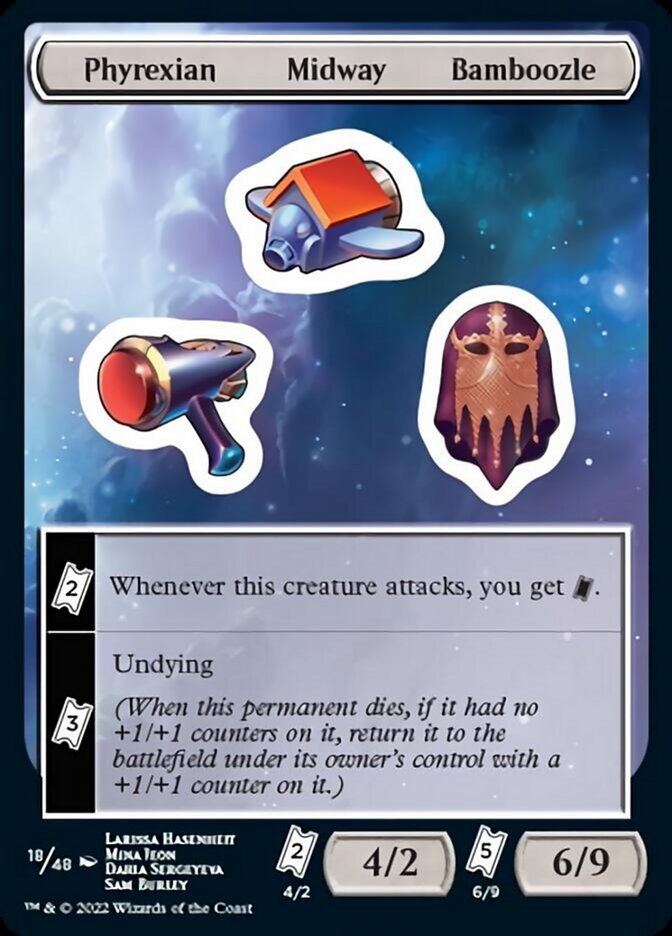 Phyrexian Midway Bamboozle
2 Whenever this creature attacks, you get .
Undying
3
(When this permanent dies, if it had no
+1/+1 counters on it, return it to the
battlefield under its owner's control with a
+1/+1 counter on it.)
18/48
Larissa Hasenheit
Mina Jeon
Daria Sergeyeva
Sam Burley
2
4/2
4/2
5
6/9
6/9
™ & © 2022 Wizards of the Coast